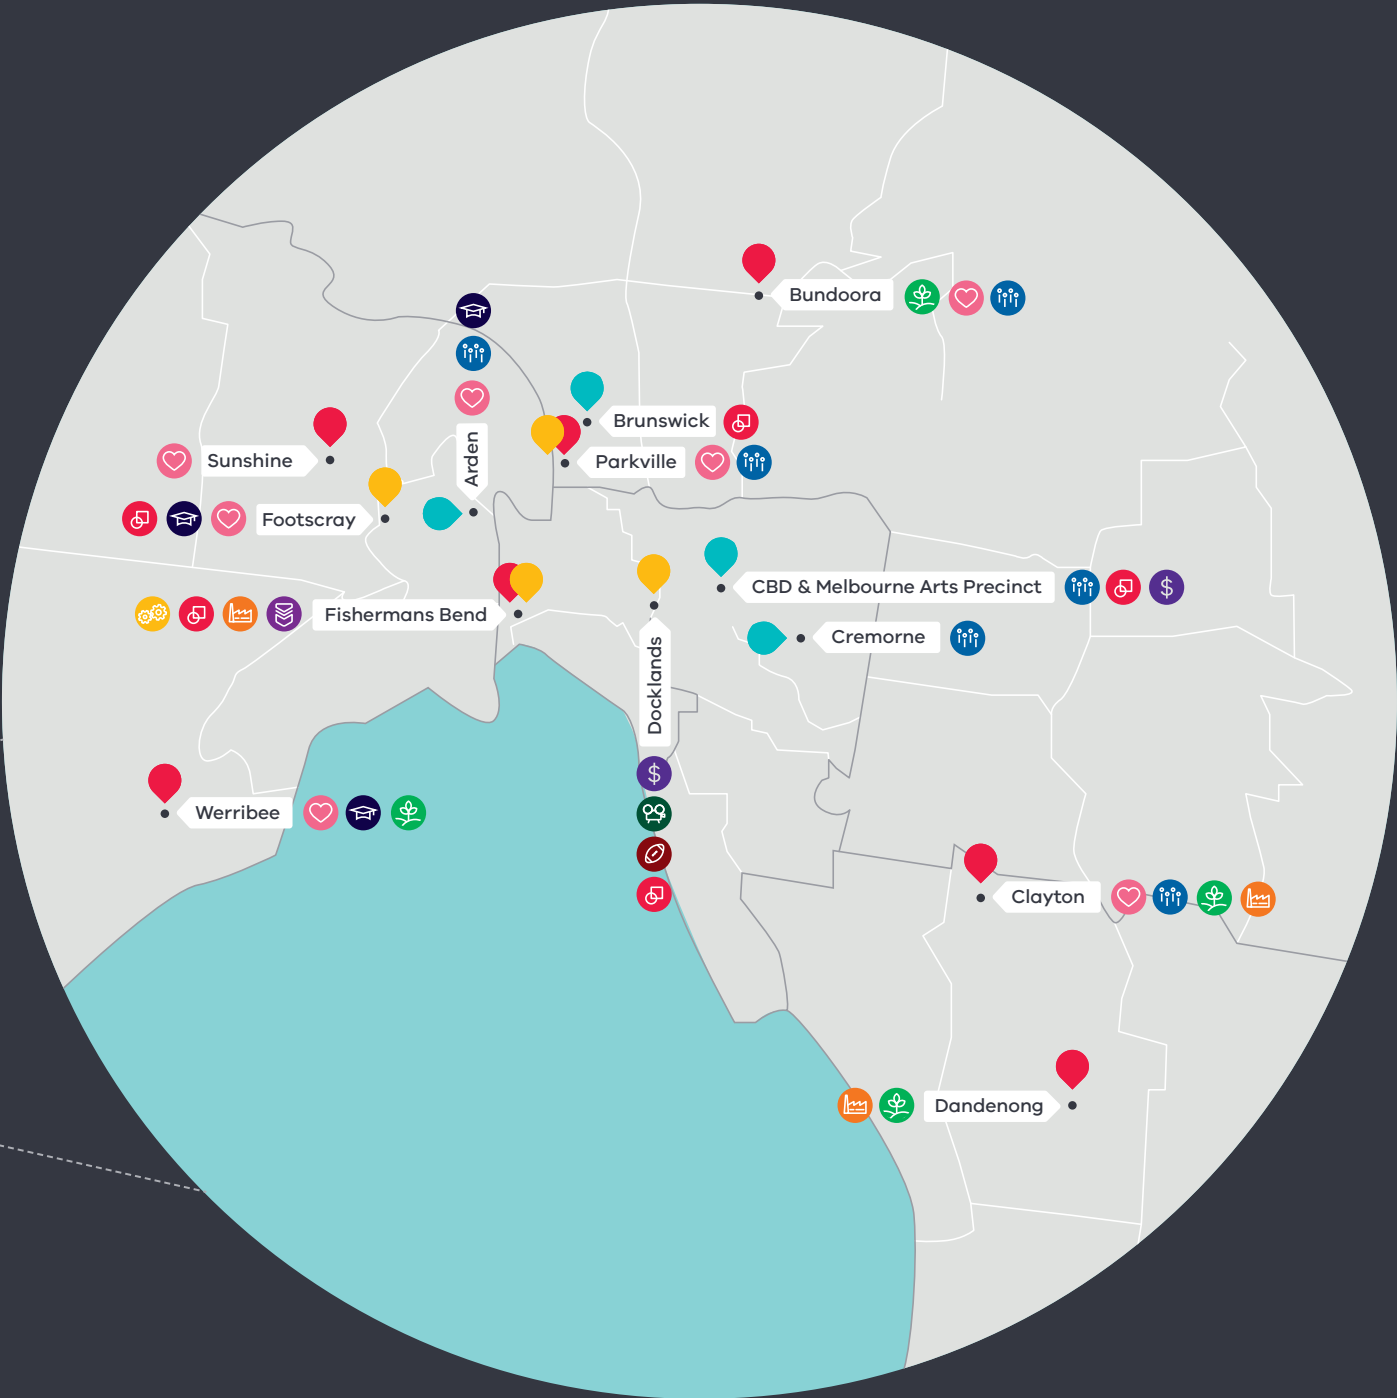 Bundoora
Brunswick
Arden
Sunshine
Parkville
Footscray
CBD & Melbourne Arts Precinct
Fishermans Bend
Cremorne
Docklands
$
$
Werribee
Clayton
Dandenong